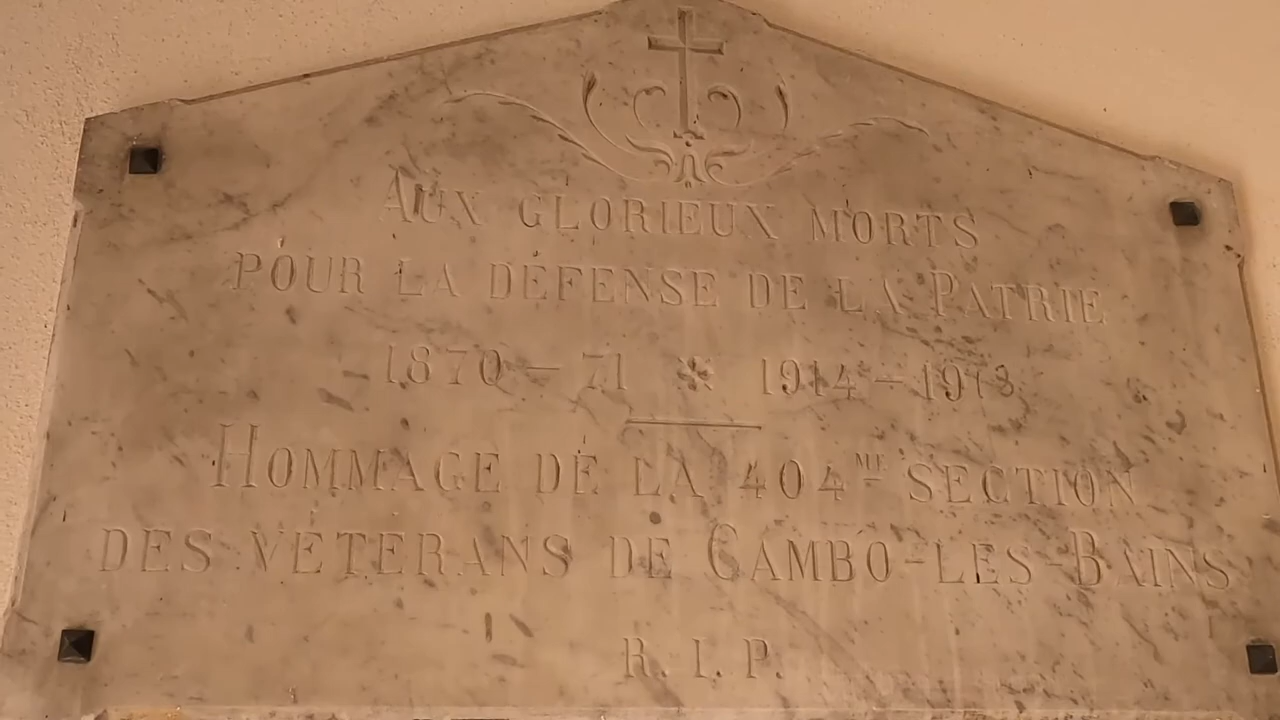 AUX GLORIEUX MORTS
POUR LA DÉFENSE DE LA PATRIE
1870 - 71 * 1914 - 1918
HOMMAGE DE LA 404ME SECTION
DES VÉTÉRANS DE CAMBO-LES-BAINS
R. I. P.